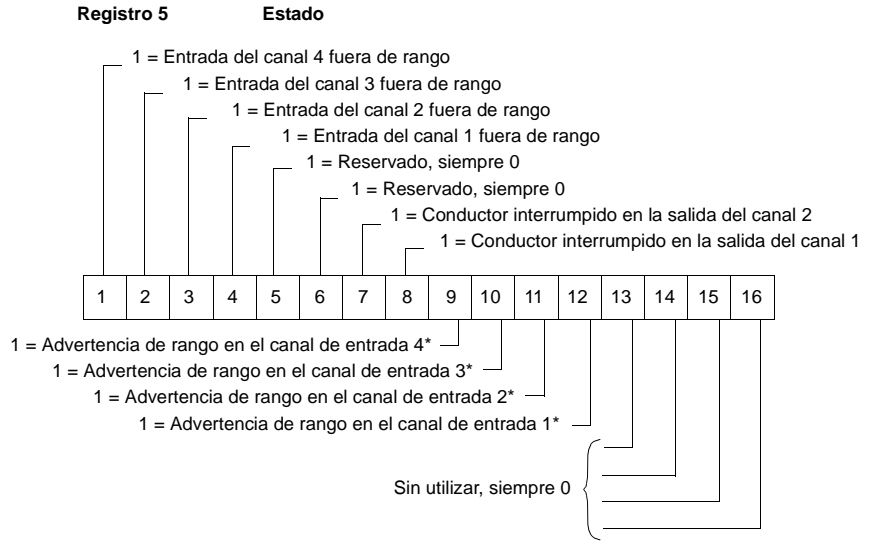 Registro 5 Estado
1 = Entrada del canal 4 fuera de rango
1 = Entrada del canal 3 fuera de rango
1 = Entrada del canal 2 fuera de rango
1 = Entrada del canal 1 fuera de rango
1 = Reservado, siempre 0
1 = Reservado, siempre 0
1 = Conductor interrumpido en la salida del canal 2
1 = Conductor interrumpido en la salida del canal 1
1 2 3 4 5 6 7 8 9 10 11 12 13 14 15 16
1 = Advertencia de rango en el canal de entrada 4*
1 = Advertencia de rango en el canal de entrada 3*
1 = Advertencia de rango en el canal de entrada 2*
1 = Advertencia de rango en el canal de entrada 1*
Sin utilizar, siempre 0